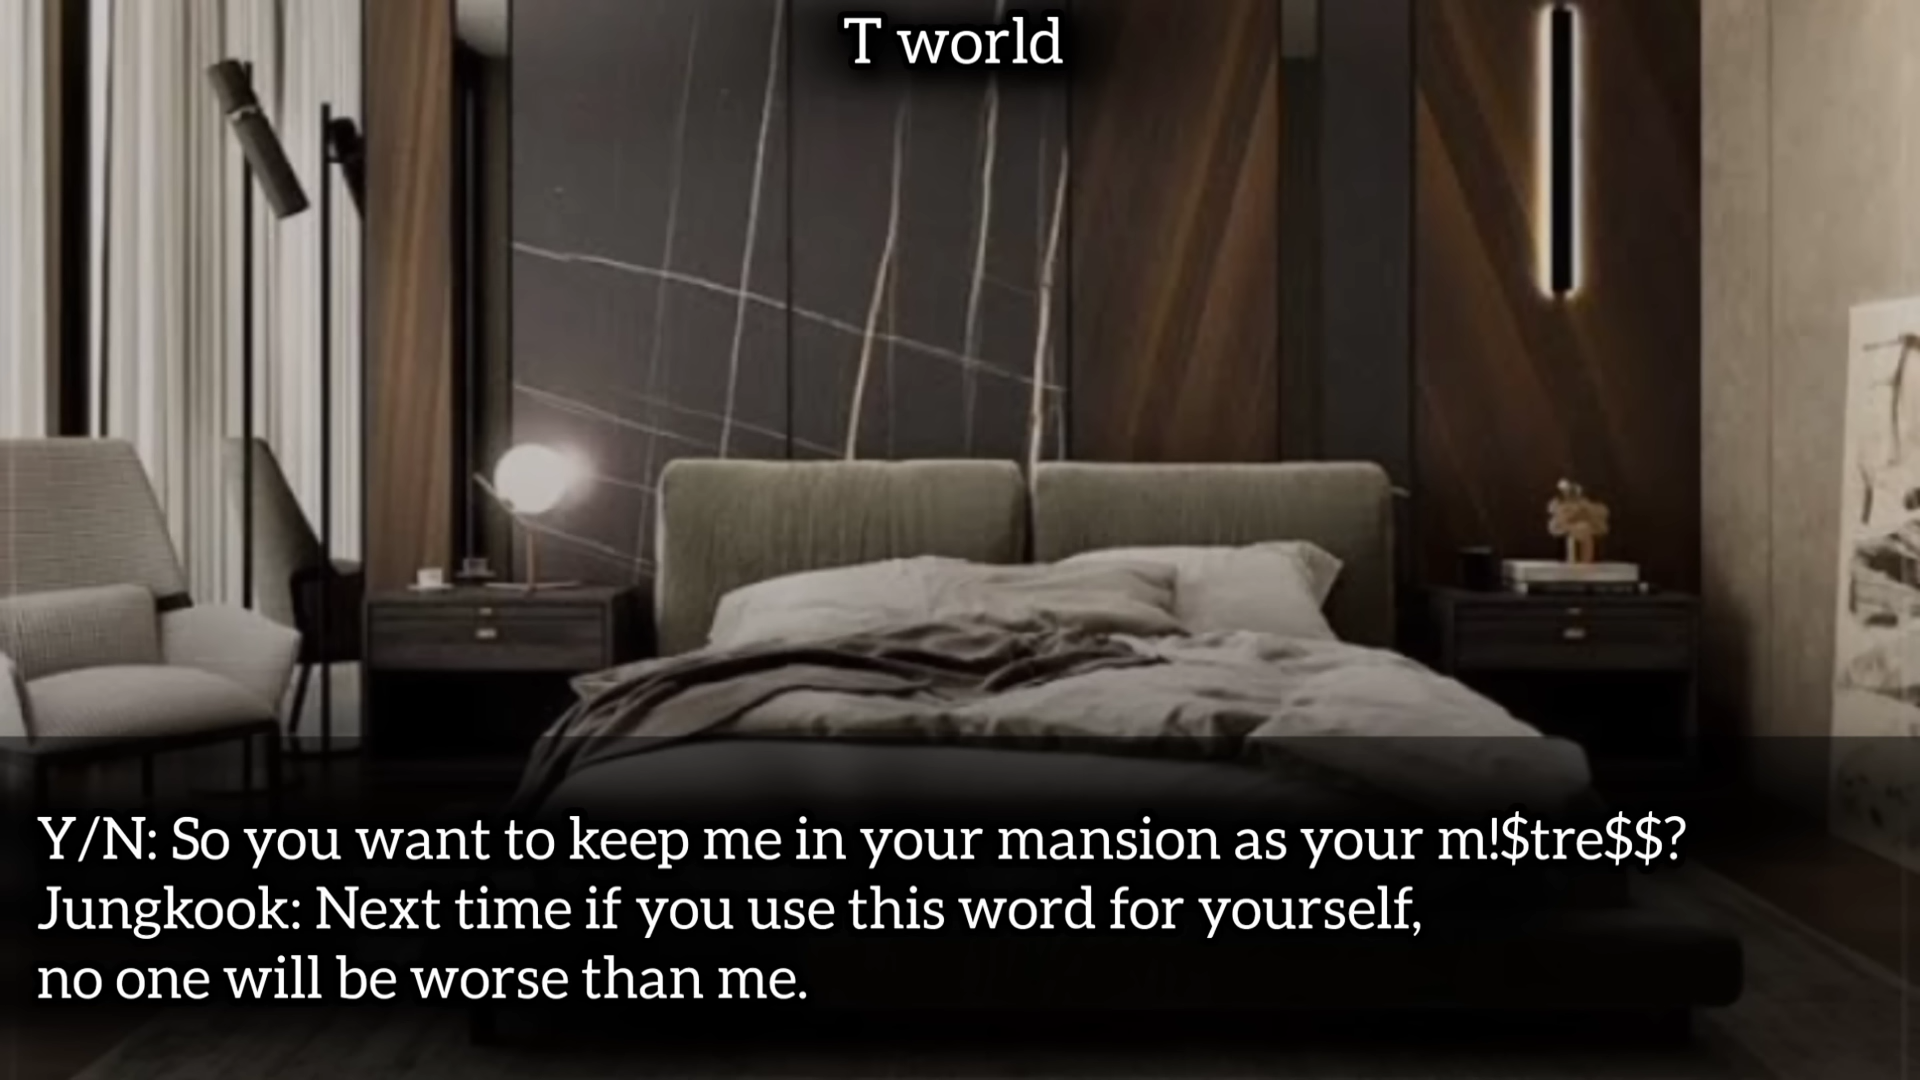 T world
Y/N: So you want to keep me in your mansion as your m!$tre$$?
Jungkook: Next time if you use this word for yourself,
no one will be worse than me.